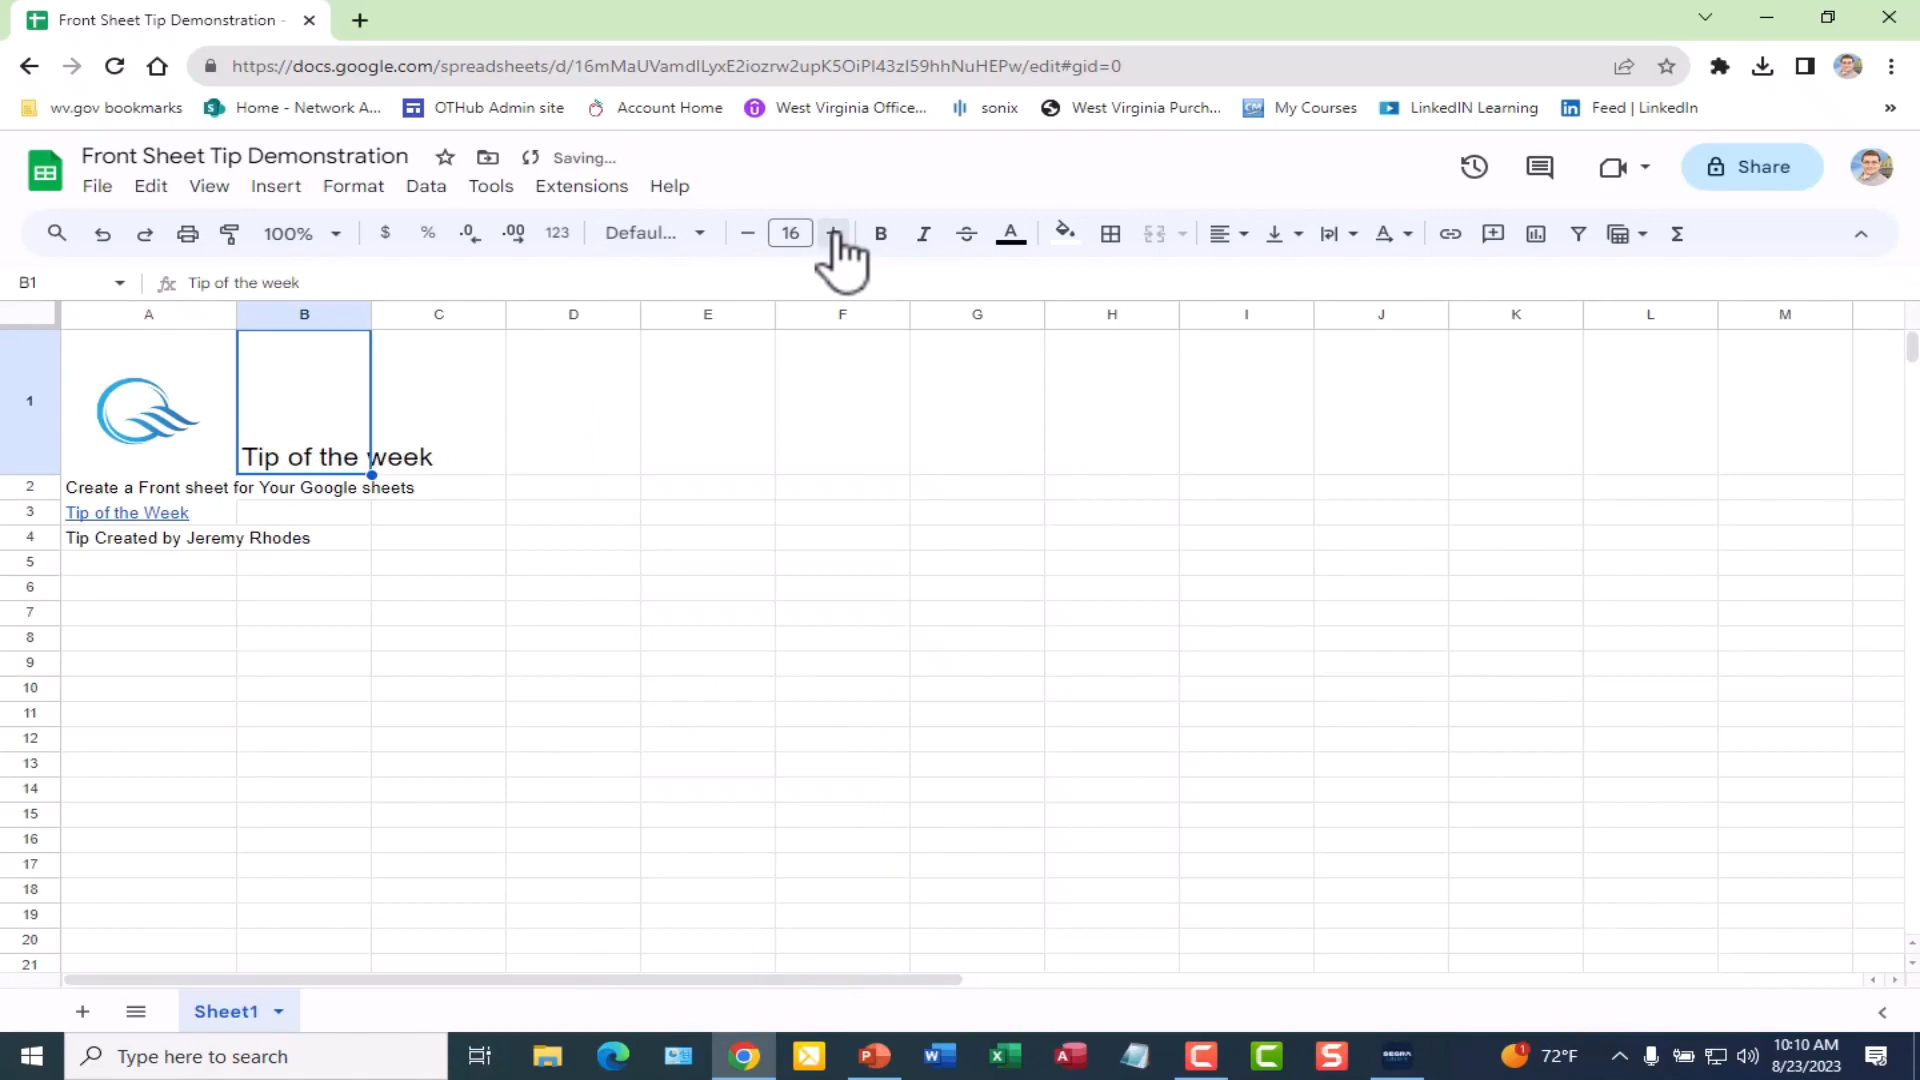 Front Sheet Tip Demonstration -
https://docs.google.com/spreadsheets/d/16mMaUVamdILyxE2iozrw2upK5OiPl43zI59hhNuHEPw/edit#gid=0
wv.gov bookmarks Home - Network A... OTHub Admin site Account Home West Virginia Office... sonix West Virginia Purch... My Courses LinkedIN Learning Feed | LinkedIn »
Front Sheet Tip Demonstration Saving...
File Edit View Insert Format Data Tools Extensions Help
Share
100% $ % .0 .00 123 Defaul... 16 B I A Σ
B1 fx Tip of the week
A B C D E F G H I J K L M
1 Tip of the week
2 Create a Front sheet for Your Google sheets
3 Tip of the Week
4 Tip Created by Jeremy Rhodes
5
6
7
8
9
10
11
12
13
14
15
16
17
18
19
20
21
Sheet1
Type here to search
1 72°F
10:10 AM
8/23/2023